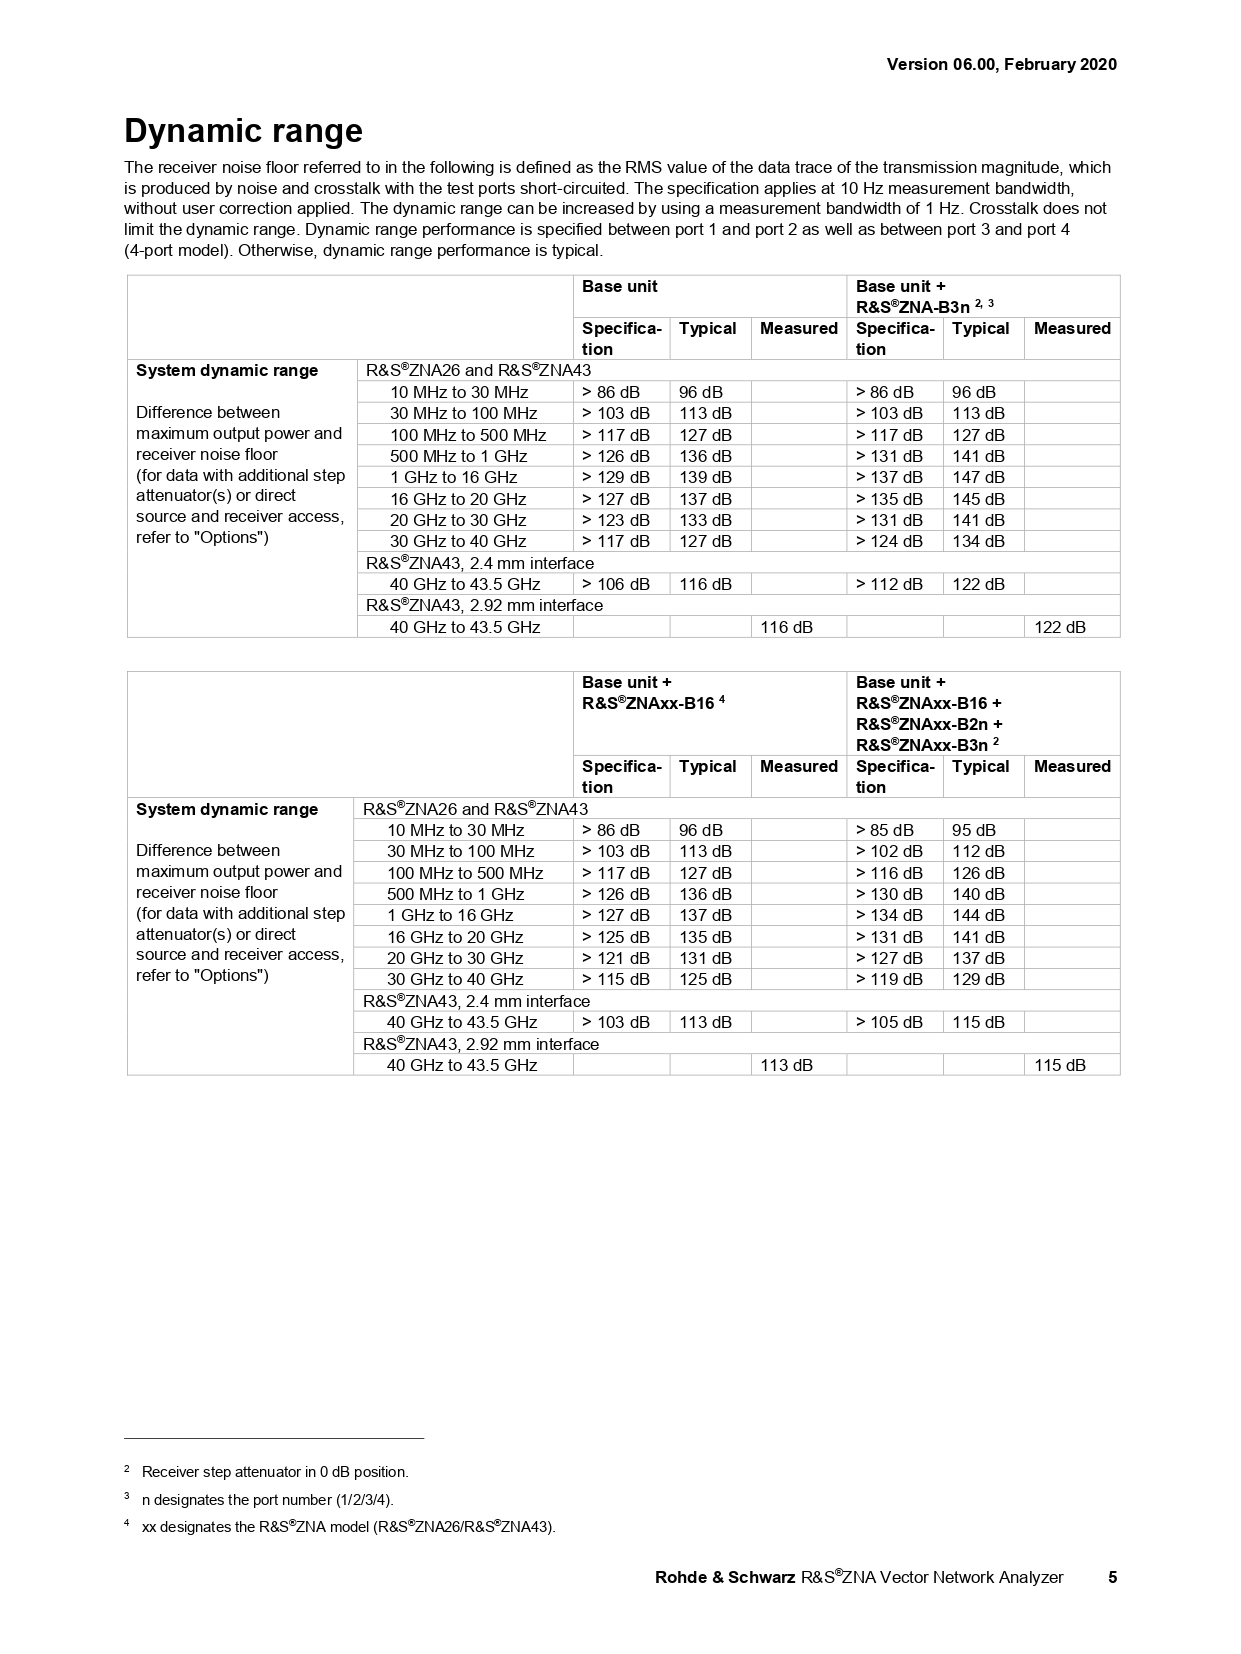 Version 06.00, February 2020
Dynamic range
The receiver noise floor referred to in the following is defined as the RMS value of the data trace of the transmission magnitude, which
is produced by noise and crosstalk with the test ports short-circuited. The specification applies at 10 Hz measurement bandwidth,
without user correction applied. The dynamic range can be increased by using a measurement bandwidth of 1 Hz. Crosstalk does not
limit the dynamic range. Dynamic range performance is specified between port 1 and port 2 as well as between port 3 and port 4
(4-port model). Otherwise, dynamic range performance is typical.
Base unit
Base unit +
R&S®ZNA-B3n 2, 3
Specifica-
tion
Typical
Measured
Specifica-
tion
Typical
Measured
System dynamic range
Difference between
maximum output power and
receiver noise floor
(for data with additional step
attenuator(s) or direct
source and receiver access,
refer to "Options")
R&S®ZNA26 and R&S®ZNA43
10 MHz to 30 MHz > 86 dB 96 dB > 86 dB 96 dB
30 MHz to 100 MHz > 103 dB 113 dB > 103 dB 113 dB
100 MHz to 500 MHz > 117 dB 127 dB > 117 dB 127 dB
500 MHz to 1 GHz > 126 dB 136 dB > 131 dB 141 dB
1 GHz to 16 GHz > 129 dB 139 dB > 137 dB 147 dB
16 GHz to 20 GHz > 127 dB 137 dB > 135 dB 145 dB
20 GHz to 30 GHz > 123 dB 133 dB > 131 dB 141 dB
30 GHz to 40 GHz > 117 dB 127 dB > 124 dB 134 dB
R&S®ZNA43, 2.4 mm interface
40 GHz to 43.5 GHz > 106 dB 116 dB > 112 dB 122 dB
R&S®ZNA43, 2.92 mm interface
40 GHz to 43.5 GHz 116 dB 122 dB
Base unit +
R&S®ZNAxx-B16 4
Base unit +
R&S®ZNAxx-B16 +
R&S®ZNAxx-B2n +
R&S®ZNAxx-B3n 2
Specifica-
tion
Typical
Measured
Specifica-
tion
Typical
Measured
System dynamic range
Difference between
maximum output power and
receiver noise floor
(for data with additional step
attenuator(s) or direct
source and receiver access,
refer to "Options")
R&S®ZNA26 and R&S®ZNA43
10 MHz to 30 MHz > 86 dB 96 dB > 85 dB 95 dB
30 MHz to 100 MHz > 103 dB 113 dB > 102 dB 112 dB
100 MHz to 500 MHz > 117 dB 127 dB > 116 dB 126 dB
500 MHz to 1 GHz > 126 dB 136 dB > 130 dB 140 dB
1 GHz to 16 GHz > 127 dB 137 dB > 134 dB 144 dB
16 GHz to 20 GHz > 125 dB 135 dB > 131 dB 141 dB
20 GHz to 30 GHz > 121 dB 131 dB > 127 dB 137 dB
30 GHz to 40 GHz > 115 dB 125 dB > 119 dB 129 dB
R&S®ZNA43, 2.4 mm interface
40 GHz to 43.5 GHz > 103 dB 113 dB > 105 dB 115 dB
R&S®ZNA43, 2.92 mm interface
40 GHz to 43.5 GHz 113 dB 115 dB
2 Receiver step attenuator in 0 dB position.
3 n designates the port number (1/2/3/4).
4 xx designates the R&S®ZNA model (R&S®ZNA26/R&S®ZNA43).
Rohde & Schwarz R&S®ZNA Vector Network Analyzer 5